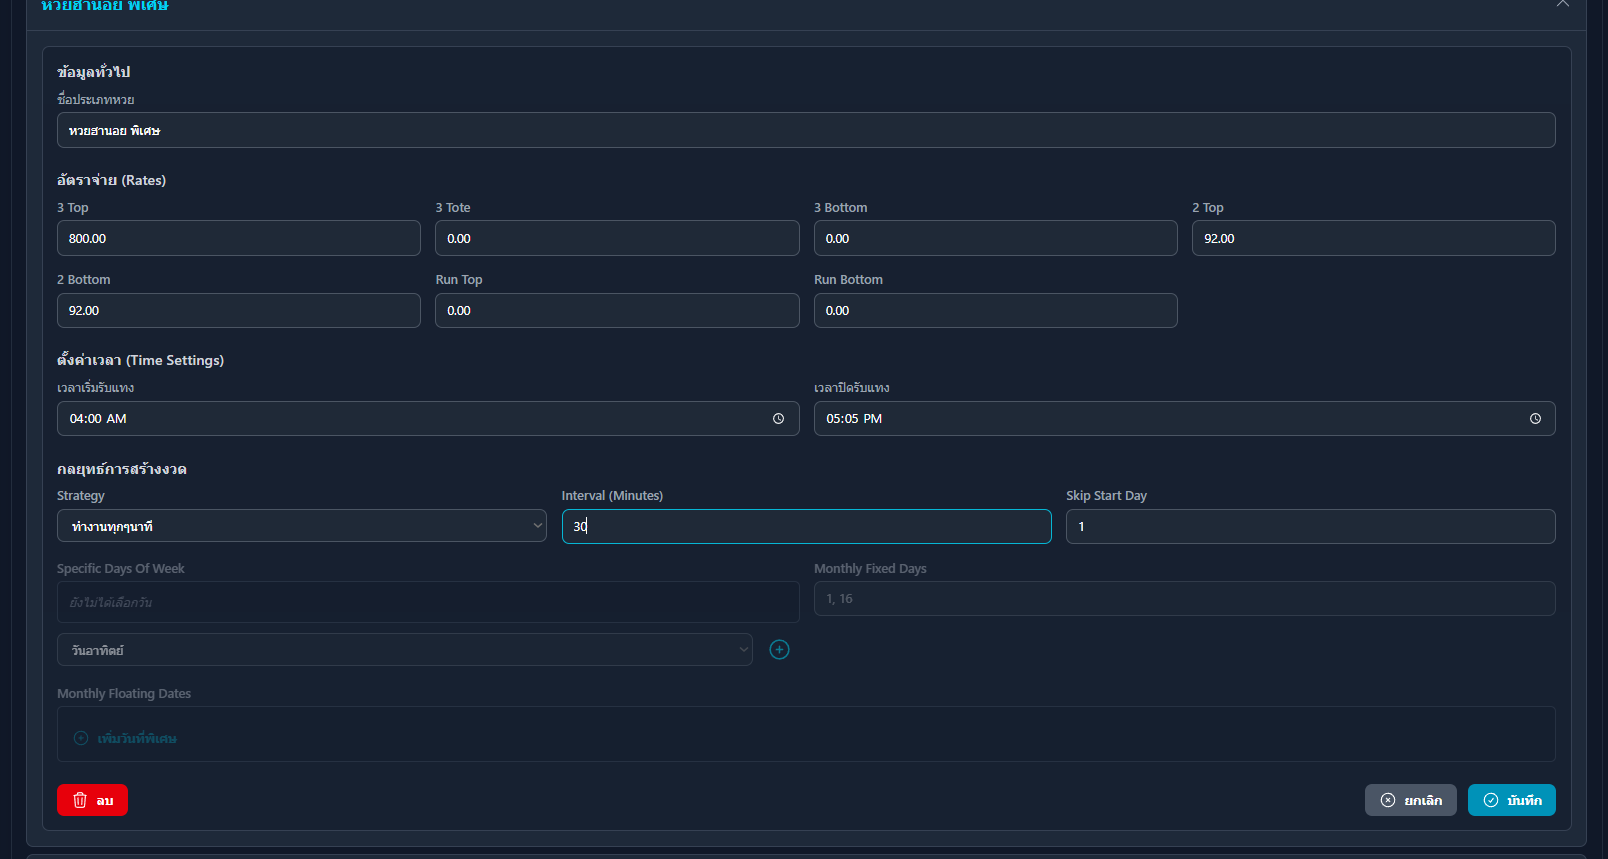 หวยฮานอย พิเศษ
ข้อมูลทั่วไป
ชื่อประเภทหวย
หวยฮานอย พิเศษ
อัตราจ่าย (Rates)
3 Top
3 Tote
3 Bottom
2 Top
800.00
0.00
0.00
92.00
2 Bottom
Run Top
Run Bottom
92.00
0.00
0.00
ตั้งค่าเวลา (Time Settings)
เวลาเริ่มรับแทง
เวลาปิดรับแทง
04:00 AM
05:05 PM
กลยุทธ์การสร้างงวด
Strategy
Interval (Minutes)
Skip Start Day
ทำงานทุกๆนาที
30
1
Specific Days Of Week
Monthly Fixed Days
ยังไม่ได้เลือกวัน
1, 16
วันอาทิตย์
Monthly Floating Dates
เพิ่มวันที่พิเศษ
ลบ
ยกเลิก
บันทึก